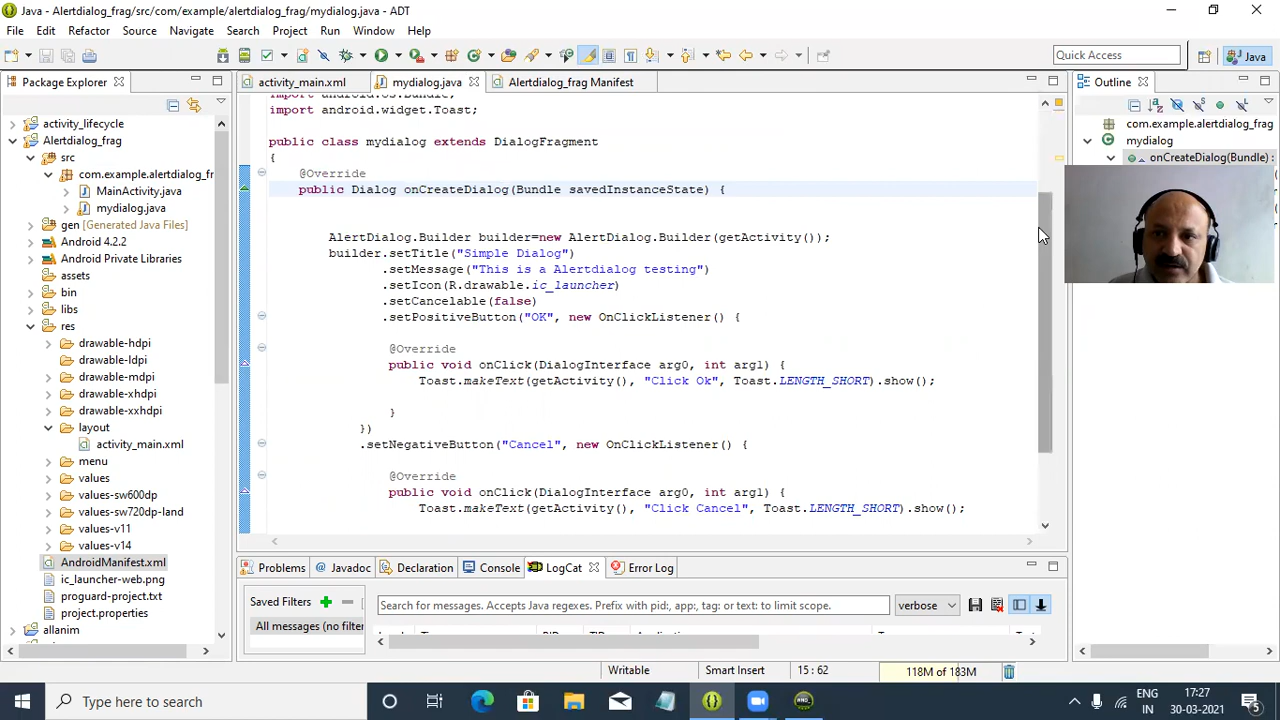 Java - Alertdialog_frag/src/com/example/alertdialog_frag/mydialog.java - ADT
File Edit Refactor Source Navigate Search Project Run Window Help
Quick Access
Java
Package Explorer
activity_main.xml
mydialog.java
Alertdialog_frag Manifest
Outline
activity_lifecycle
Alertdialog_frag
src
com.example.alertdialog_fr
MainActivity.java
mydialog.java
gen [Generated Java Files]
Android 4.2.2
Android Private Libraries
assets
bin
libs
res
drawable-hdpi
drawable-ldpi
drawable-mdpi
drawable-xhdpi
drawable-xxhdpi
layout
activity_main.xml
menu
values
values-sw600dp
values-sw720dp-land
values-v11
values-v14
AndroidManifest.xml
ic_launcher-web.png
proguard-project.txt
project.properties
allanim
import android.os.Bundle;
import android.widget.Toast;
public class mydialog extends DialogFragment
{
@Override
public Dialog onCreateDialog(Bundle savedInstanceState) {
AlertDialog.Builder builder=new AlertDialog.Builder(getActivity());
builder.setTitle("Simple Dialog")
.setMessage("This is a Alertdialog testing")
.setIcon(R.drawable.ic_launcher)
.setCancelable(false)
.setPositiveButton("OK", new OnClickListener() {
@Override
public void onClick(DialogInterface arg0, int arg1) {
Toast.makeText(getActivity(), "Click Ok", Toast.LENGTH_SHORT).show();
}
})
.setNegativeButton("Cancel", new OnClickListener() {
@Override
public void onClick(DialogInterface arg0, int arg1) {
Toast.makeText(getActivity(), "Click Cancel", Toast.LENGTH_SHORT).show();
com.example.alertdialog_frag
mydialog
onCreateDialog(Bundle) :
Problems Javadoc Declaration Console LogCat Error Log
Saved Filters
All messages (no filter
Search for messages. Accepts Java regexes. Prefix with pid:, app:, tag: or text: to limit scope.
verbose
Writable Smart Insert 15 : 62 118M of 183M
Type here to search
ENG
IN
17:27
30-03-2021
5